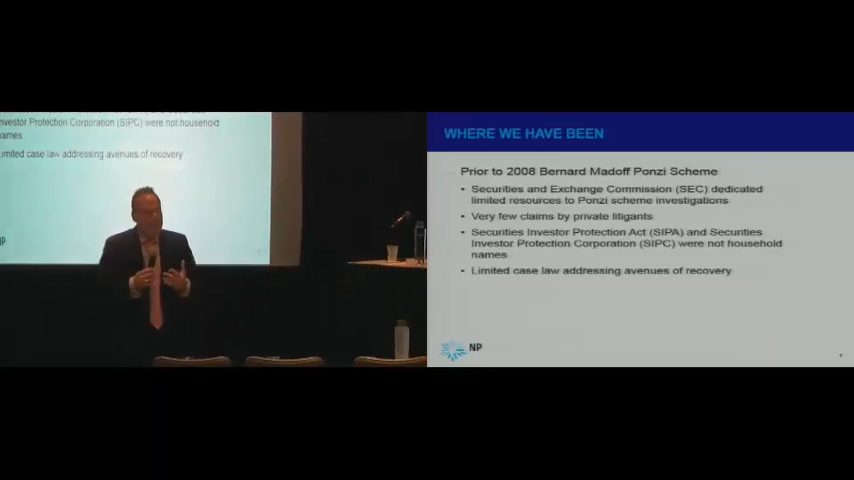 nvestor Protection Corporation (SIPC) were not household
names
Limited case law addressing avenues of recovery
NP
WHERE WE HAVE BEEN
Prior to 2008 Bernard Madoff Ponzi Scheme
• Securities and Exchange Commission (SEC) dedicated
limited resources to Ponzi scheme investigations
• Very few claims by private litigants
• Securities Investor Protection Act (SIPA) and Securities
Investor Protection Corporation (SIPC) were not household
names
• Limited case law addressing avenues of recovery
NP